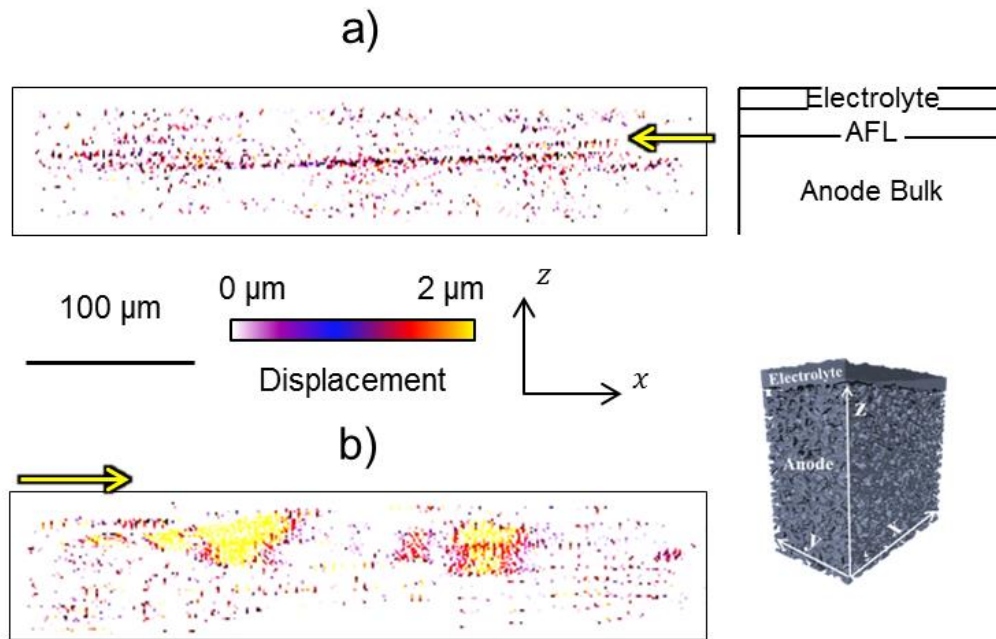 a)
Electrolyte
AFL
Anode Bulk
100 µm
0 µm
2 µm
Displacement
z
x
b)
Electrolyte
z
Anode
y
x